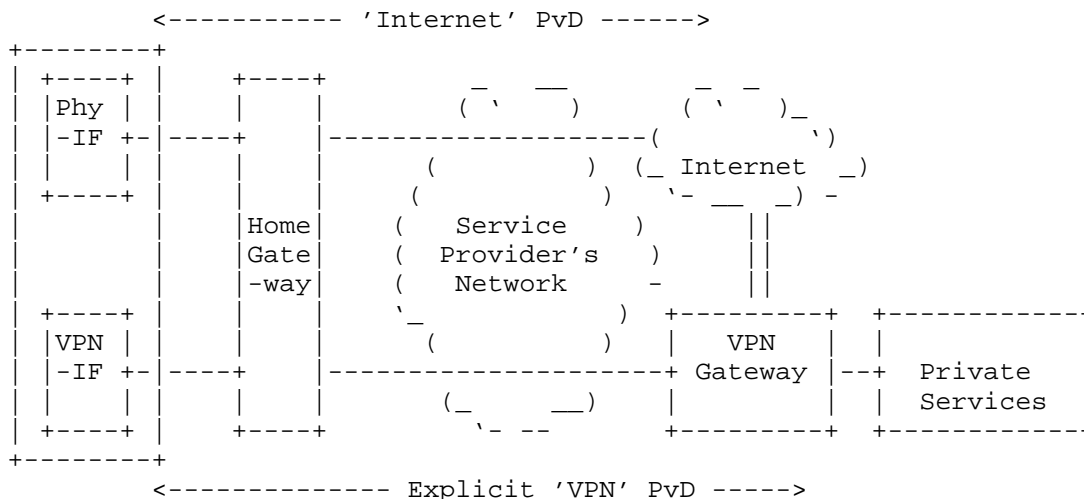 <----------- 'Internet' PvD ------>
Phy
-IF
Internet
Home
Gate
-way
Service
Provider's
Network
VPN
-IF
VPN
Gateway
Private
Services
<-------------- Explicit 'VPN' PvD ----->